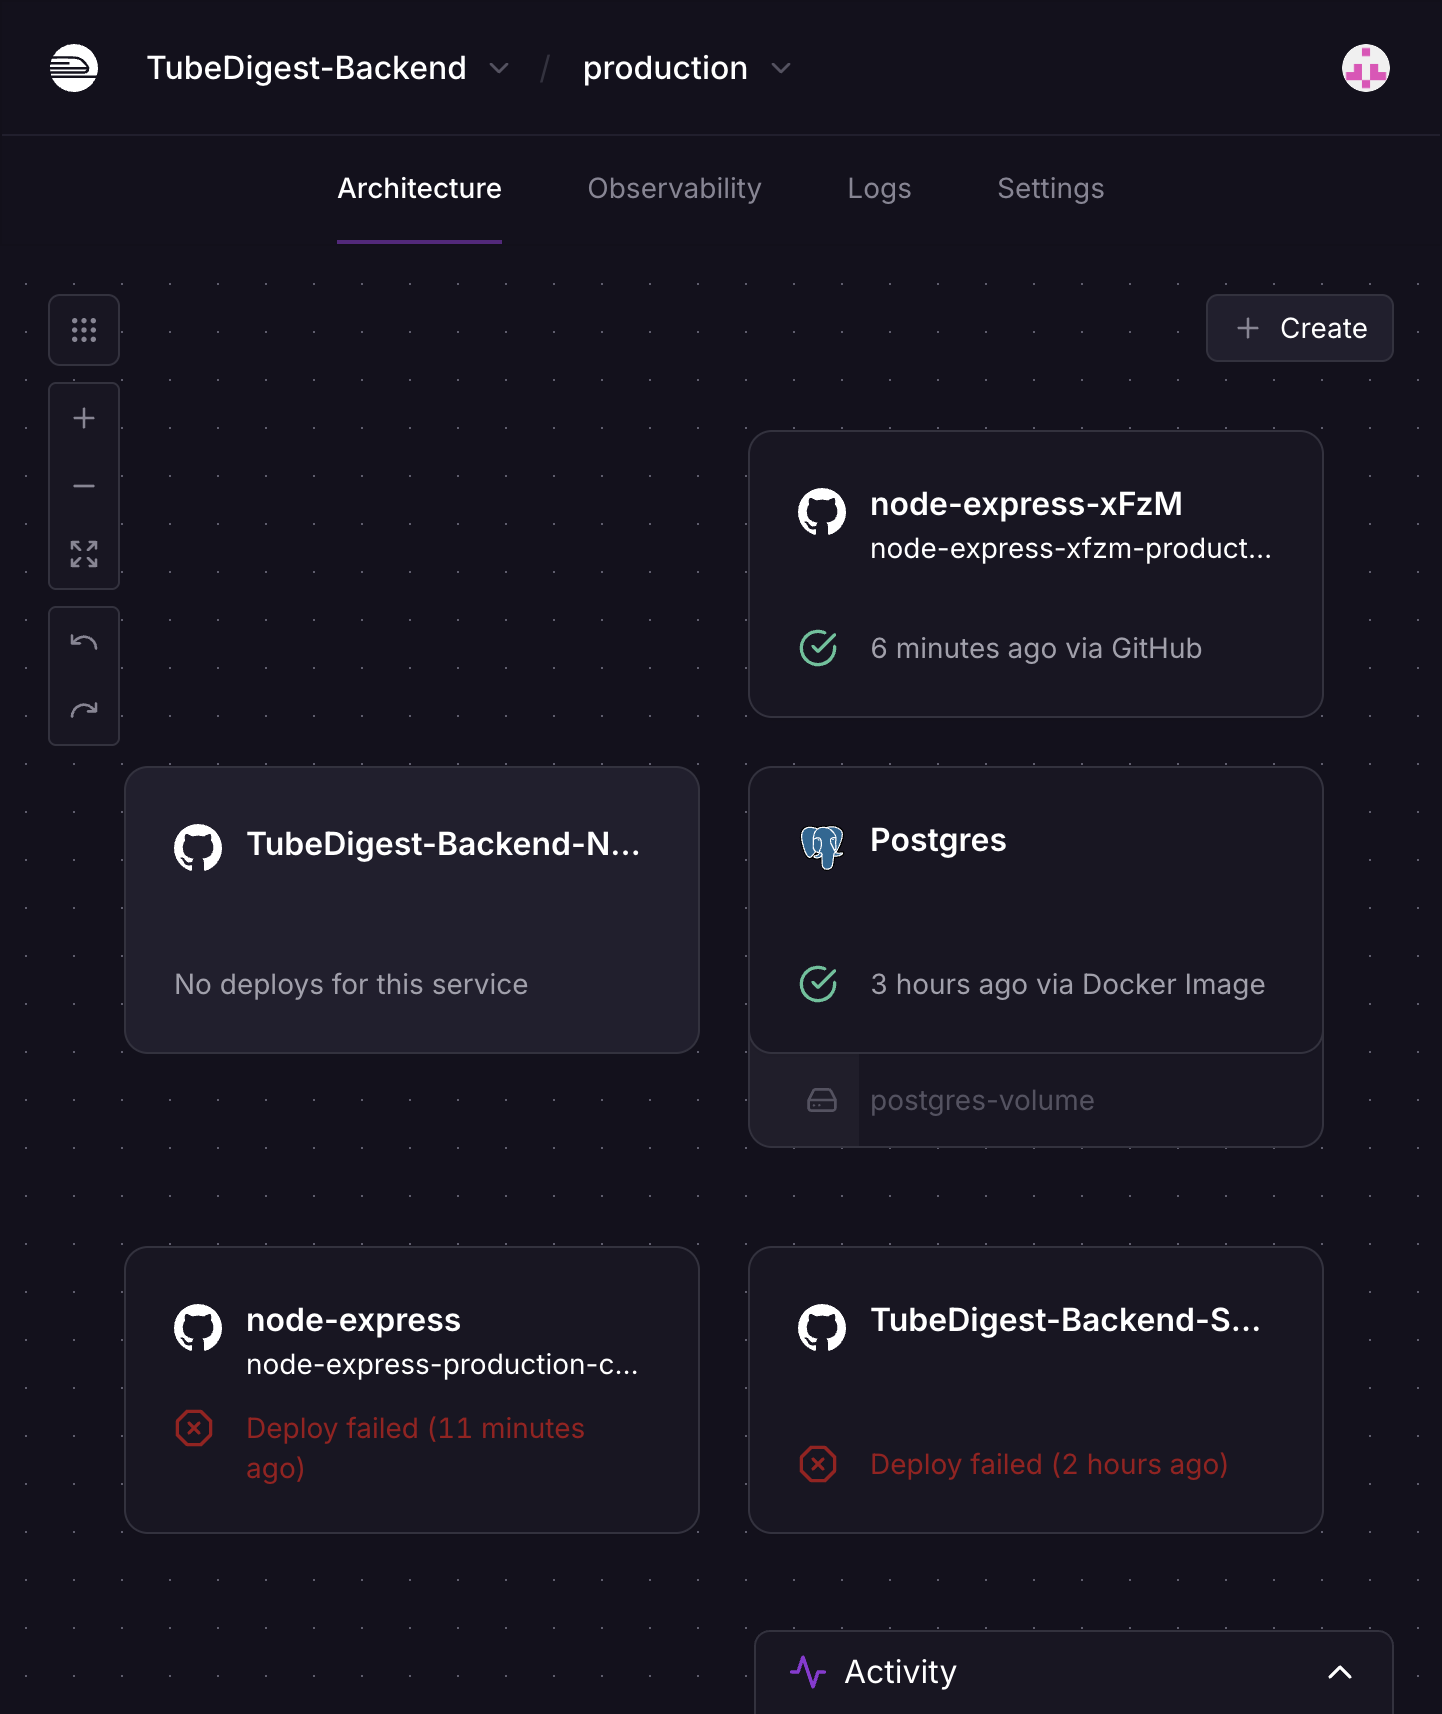 TubeDigest-Backend / production
Architecture Observability Logs Settings
Create
node-express-xFzM
node-express-xfzm-product...
6 minutes ago via GitHub
TubeDigest-Backend-N...
No deploys for this service
Postgres
3 hours ago via Docker Image
postgres-volume
node-express
node-express-production-c...
Deploy failed (11 minutes
ago)
TubeDigest-Backend-S...
Deploy failed (2 hours ago)
Activity